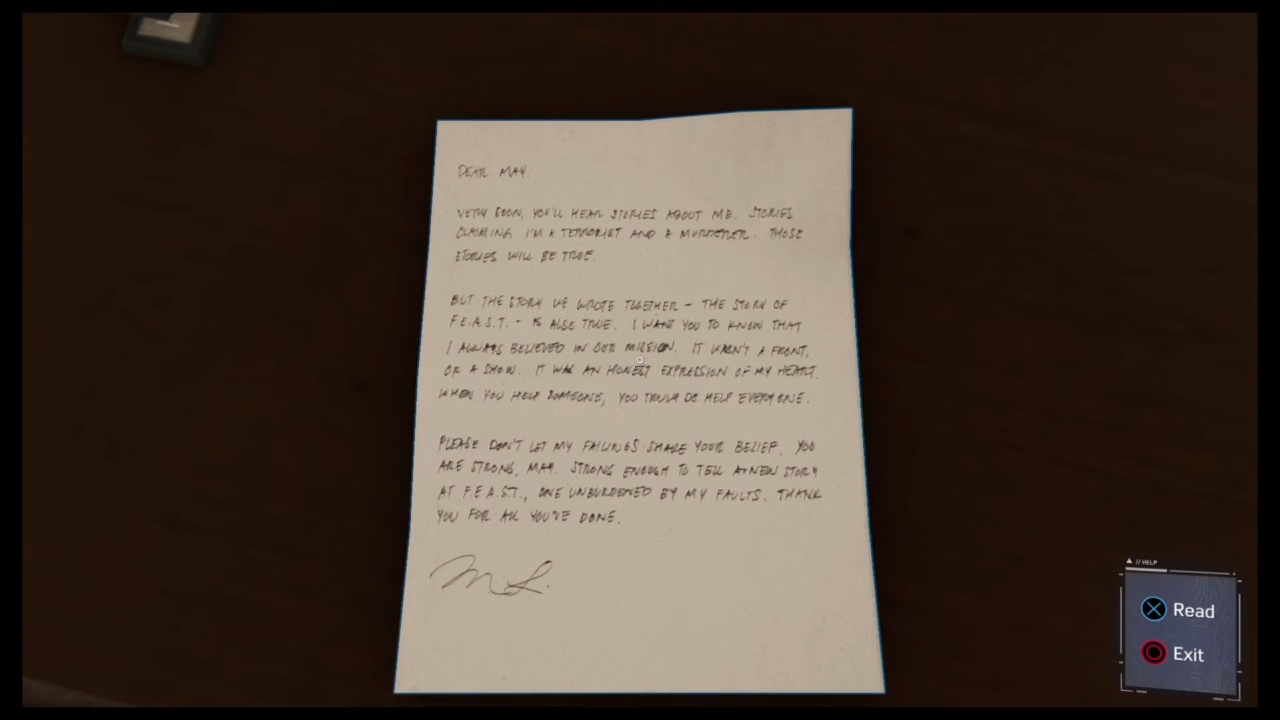 DEAR MAY.
VERY SOON, YOU'LL HEAR STORIES ABOUT ME. STORIES
CLAIMING I'M A TERRORIST AND A MURDERER. THOSE
STORIES WILL BE TRUE.
BUT THE STORY WE WROTE TOGETHER - THE STORY OF
F.E.A.S.T. - IS ALSO TRUE. I WANT YOU TO KNOW THAT
I ALWAYS BELIEVED IN OUR MISSION. IT WASN'T A FRONT,
OR A SHOW. IT WAS AN HONEST EXPRESSION OF MY HEART.
WHEN YOU HELP SOMEONE, YOU TRULY DO HELP EVERYONE.
PLEASE DON'T LET MY FAILINGS SHAKE YOUR BELIEF. YOU
ARE STRONG, MAY. STRONG ENOUGH TO TELL A NEW STORY
AT F.E.A.S.T., ONE UNBURDENED BY MY FAULTS. THANK
YOU FOR ALL YOU'VE DONE.
M L.
// HELP
Read
Exit